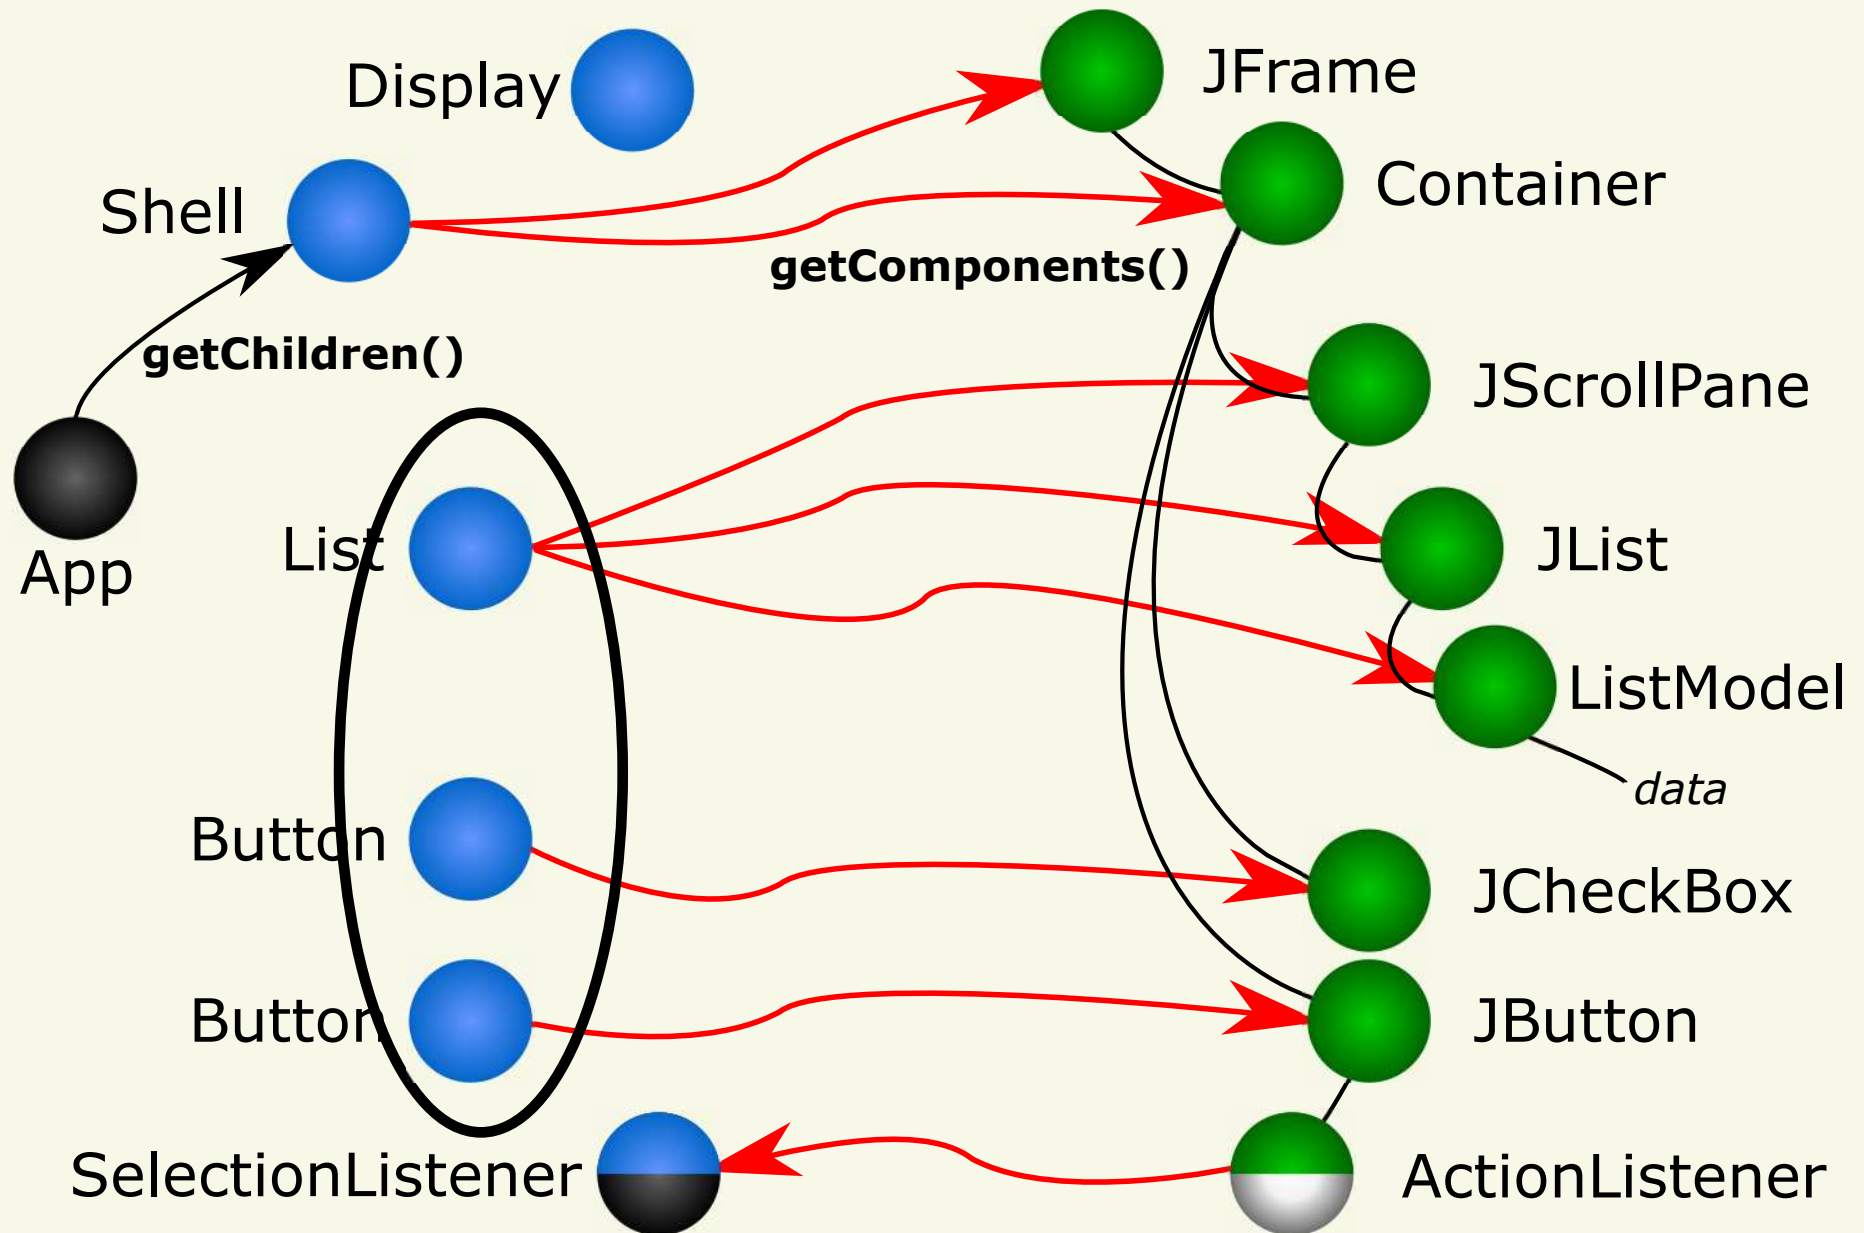 Display
JFrame
Shell
Container
getComponents()
getChildren()
JScrollPane
App
List
JList
ListModel
data
Button
JCheckBox
Button
JButton
SelectionListener
ActionListener